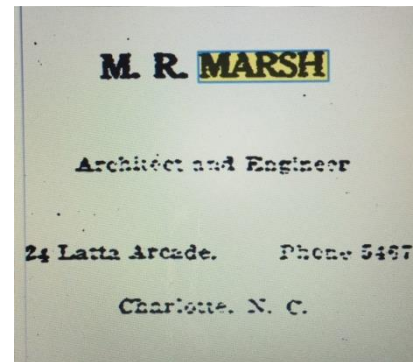 M. R. MARSH
Architect and Engineer
24 Latta Arcade. Phone 5467
Charlotte, N. C.